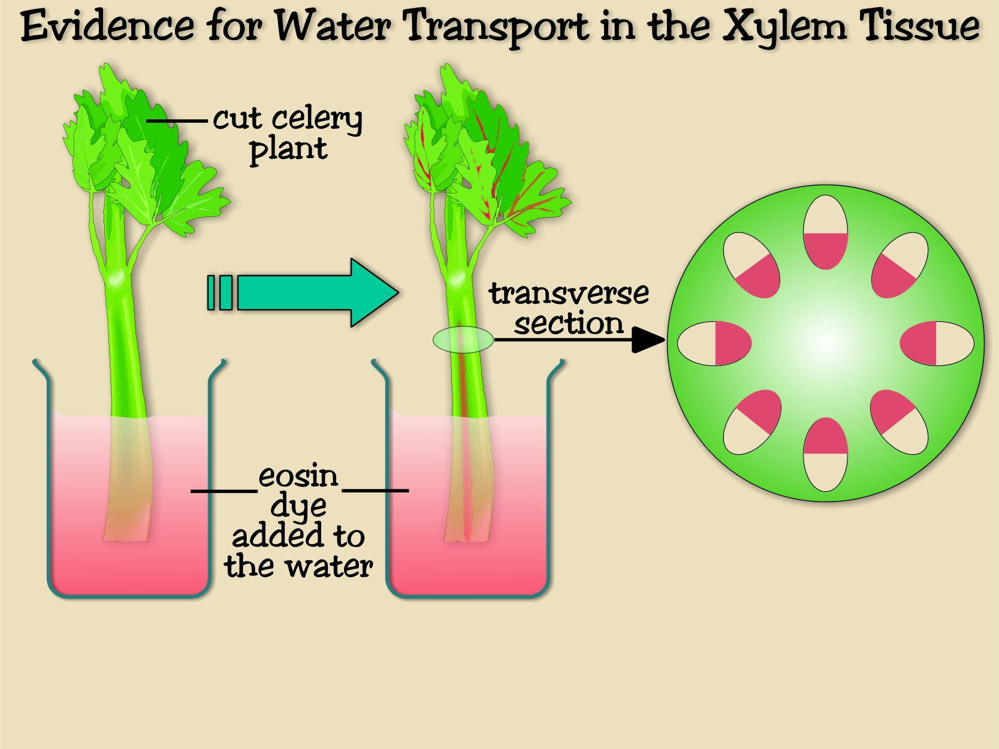 Evidence for Water Transport in the Xylem Tissue
cut celery
plant
transverse
section
eosin
dye
added to
the water